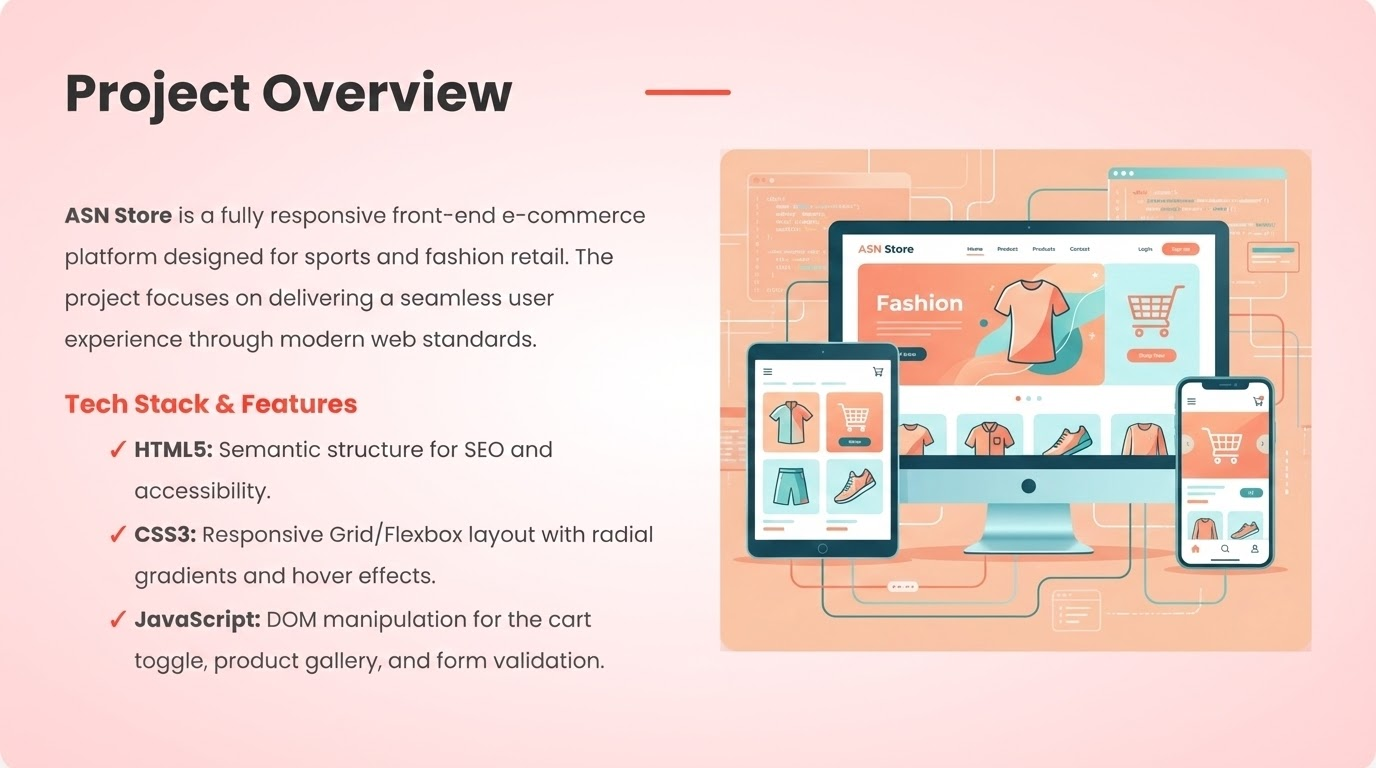 Project Overview
ASN Store is a fully responsive front-end e-commerce
platform designed for sports and fashion retail. The
project focuses on delivering a seamless user
experience through modern web standards.
Tech Stack & Features
✓ HTML5: Semantic structure for SEO and
accessibility.
✓ CSS3: Responsive Grid/Flexbox layout with radial
gradients and hover effects.
✓ JavaScript: DOM manipulation for the cart
toggle, product gallery, and form validation.
ASN Store
Home Product Products Contact Login
Fashion